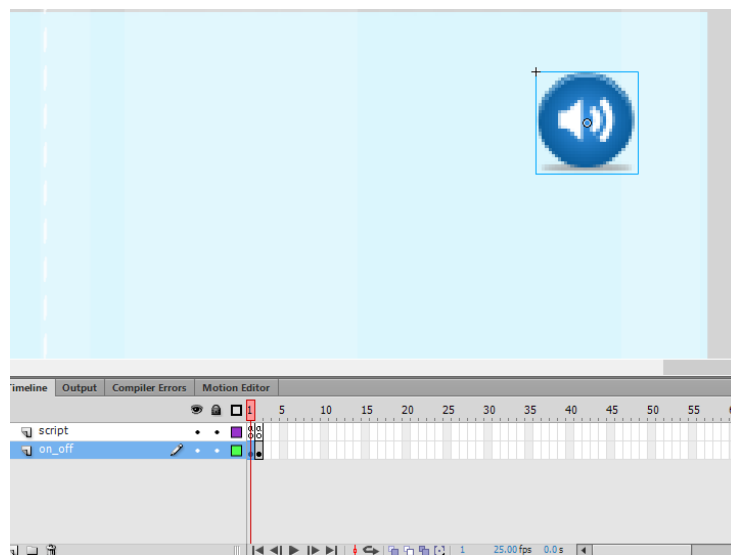 Timeline Output Compiler Errors Motion Editor
1 5 10 15 20 25 30 35 40 45 50 55
script
a a
on_off
1 25.00 fps 0.0 s